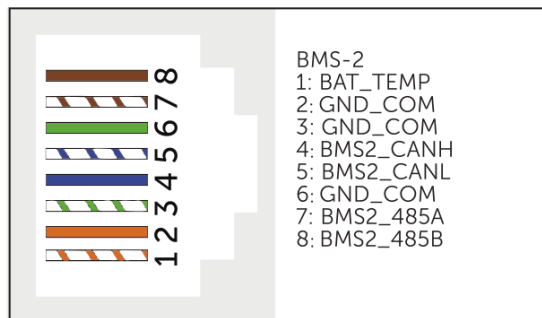 8
7
6
5
4
3
2
1
BMS-2
1: BAT_TEMP
2: GND_COM
3: GND_COM
4: BMS2_CANH
5: BMS2_CANL
6: GND_COM
7: BMS2_485A
8: BMS2_485B